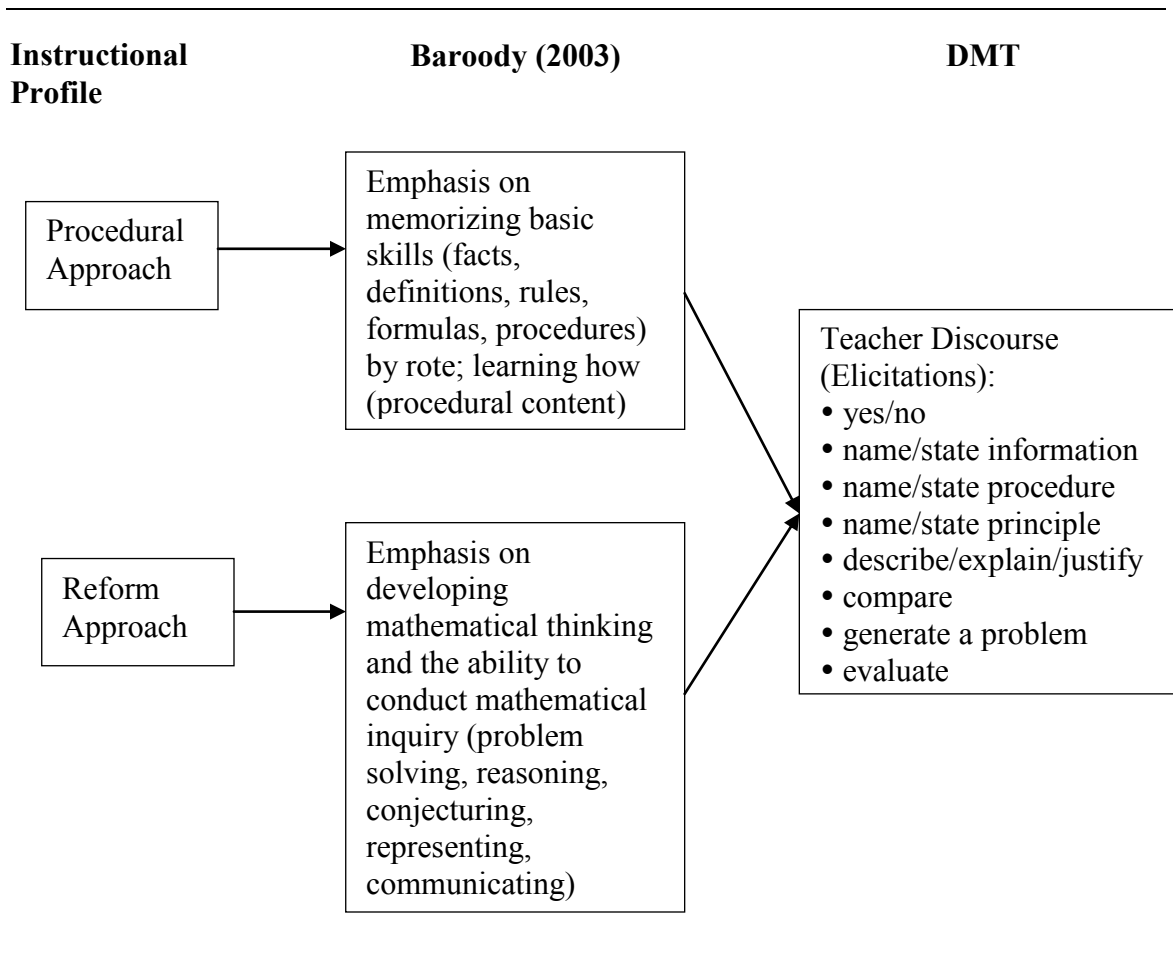 Instructional
Profile
Baroody (2003)
DMT
Procedural
Approach
Emphasis on
memorizing basic
skills (facts,
definitions, rules,
formulas, procedures)
by rote; learning how
(procedural content)
Reform
Approach
Emphasis on
developing
mathematical thinking
and the ability to
conduct mathematical
inquiry (problem
solving, reasoning,
conjecturing,
representing,
communicating)
Teacher Discourse
(Elicitations):
• yes/no
• name/state information
• name/state procedure
• name/state principle
• describe/explain/justify
• compare
• generate a problem
• evaluate